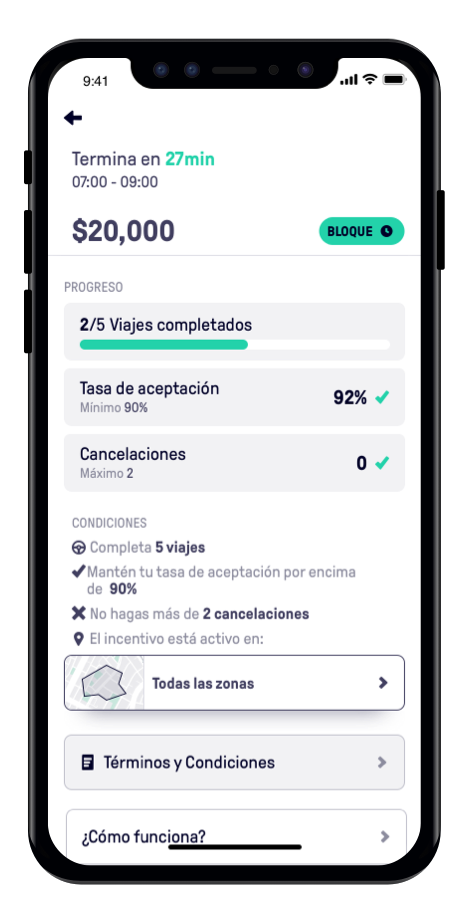 9:41
Termina en 27min
07:00 - 09:00
$20,000
BLOQUE
PROGRESO
2/5 Viajes completados
Tasa de aceptación
Mínimo 90%
92%
Cancelaciones
Máximo 2
0
CONDICIONES
Completa 5 viajes
Mantén tu tasa de aceptación por encima
de 90%
No hagas más de 2 cancelaciones
El incentivo está activo en:
Todas las zonas
Términos y Condiciones
¿Cómo funciona?